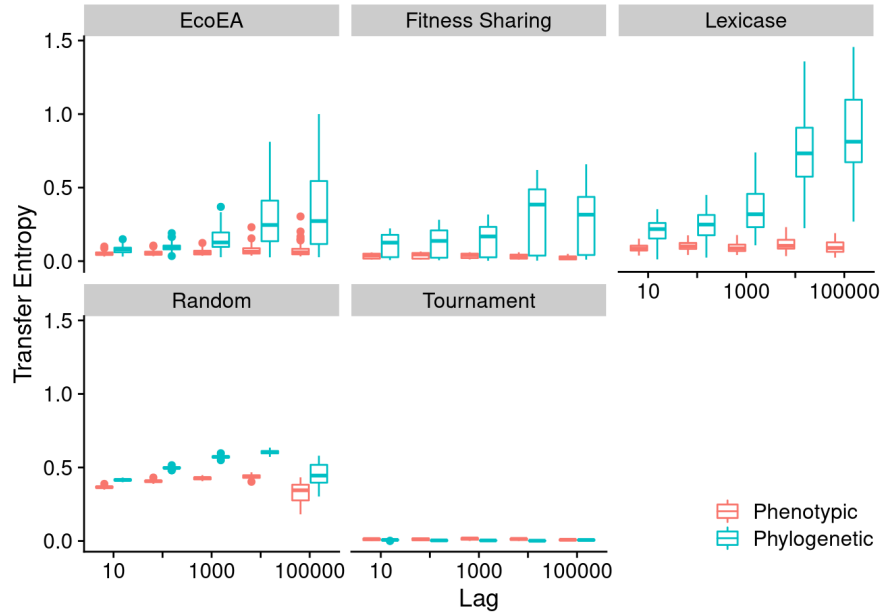 EcoEA
Fitness Sharing
Lexicase
1.5
1.0
0.5
0.0
10
1000
100000
Random
Tournament
1.5
1.0
0.5
0.0
10
1000
100000
10
1000
100000
Transfer Entropy
Lag
Phenotypic
Phylogenetic